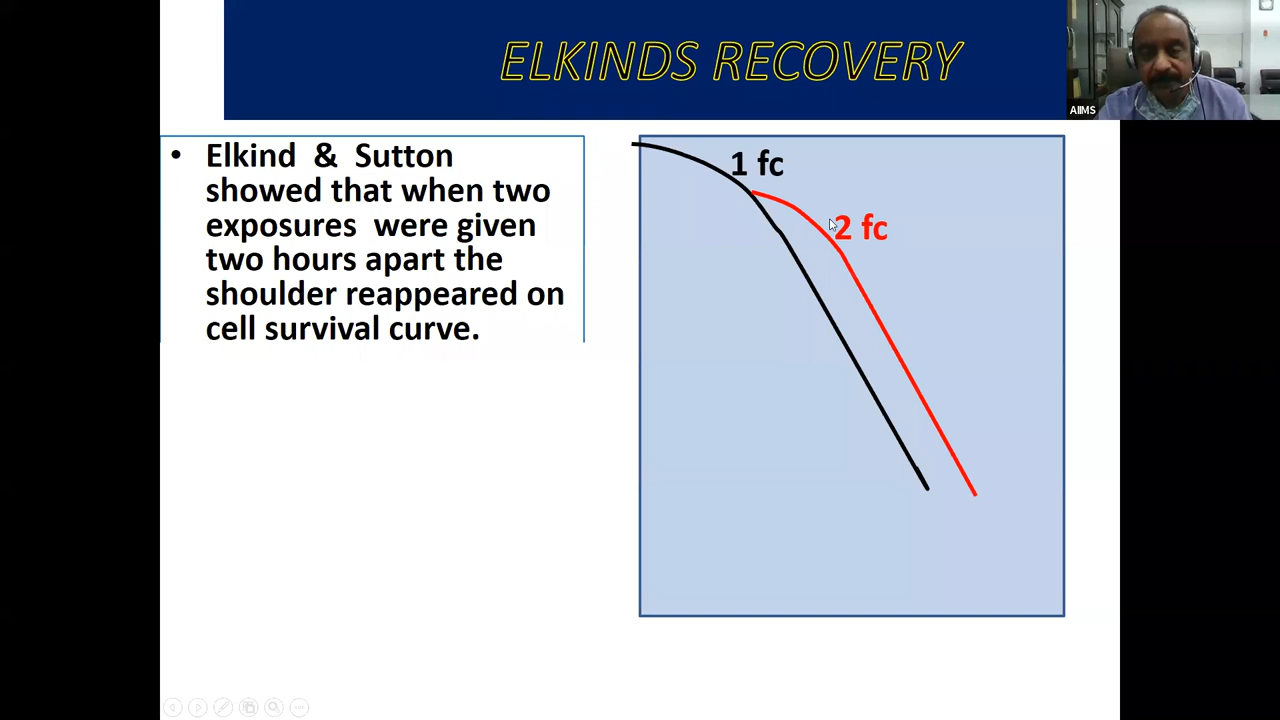 ELKINDS RECOVERY
AIIMS
• Elkind & Sutton
showed that when two
exposures were given
two hours apart the
shoulder reappeared on
cell survival curve.
1 fc
2 fc